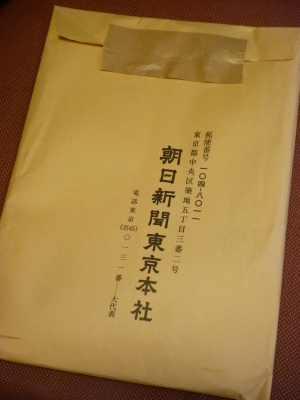 郵便番号一〇四-八〇一一
東京都中央区築地五丁目三番二号
朝日新聞東京本社
電話東京(3545)〇一三一番……大代表